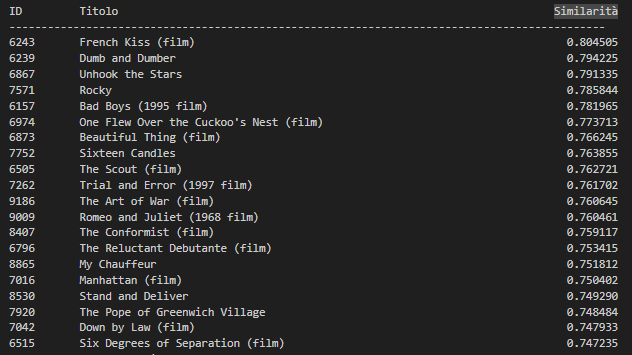 ID Titolo Similarità
--------------------------------------------------------------------------------------------
6243 French Kiss (film) 0.804505
6239 Dumb and Dumber 0.794225
6867 Unhook the Stars 0.791335
7571 Rocky 0.785844
6157 Bad Boys (1995 film) 0.781965
6974 One Flew Over the Cuckoo's Nest (film) 0.773713
6873 Beautiful Thing (film) 0.766245
7752 Sixteen Candles 0.763855
6505 The Scout (film) 0.762721
7262 Trial and Error (1997 film) 0.761702
9186 The Art of War (film) 0.760645
9009 Romeo and Juliet (1968 film) 0.760461
8407 The Conformist (film) 0.759117
6796 The Reluctant Debutante (film) 0.753415
8865 My Chauffeur 0.751812
7016 Manhattan (film) 0.750402
8530 Stand and Deliver 0.749290
7920 The Pope of Greenwich Village 0.748484
7042 Down by Law (film) 0.747933
6515 Six Degrees of Separation (film) 0.747235